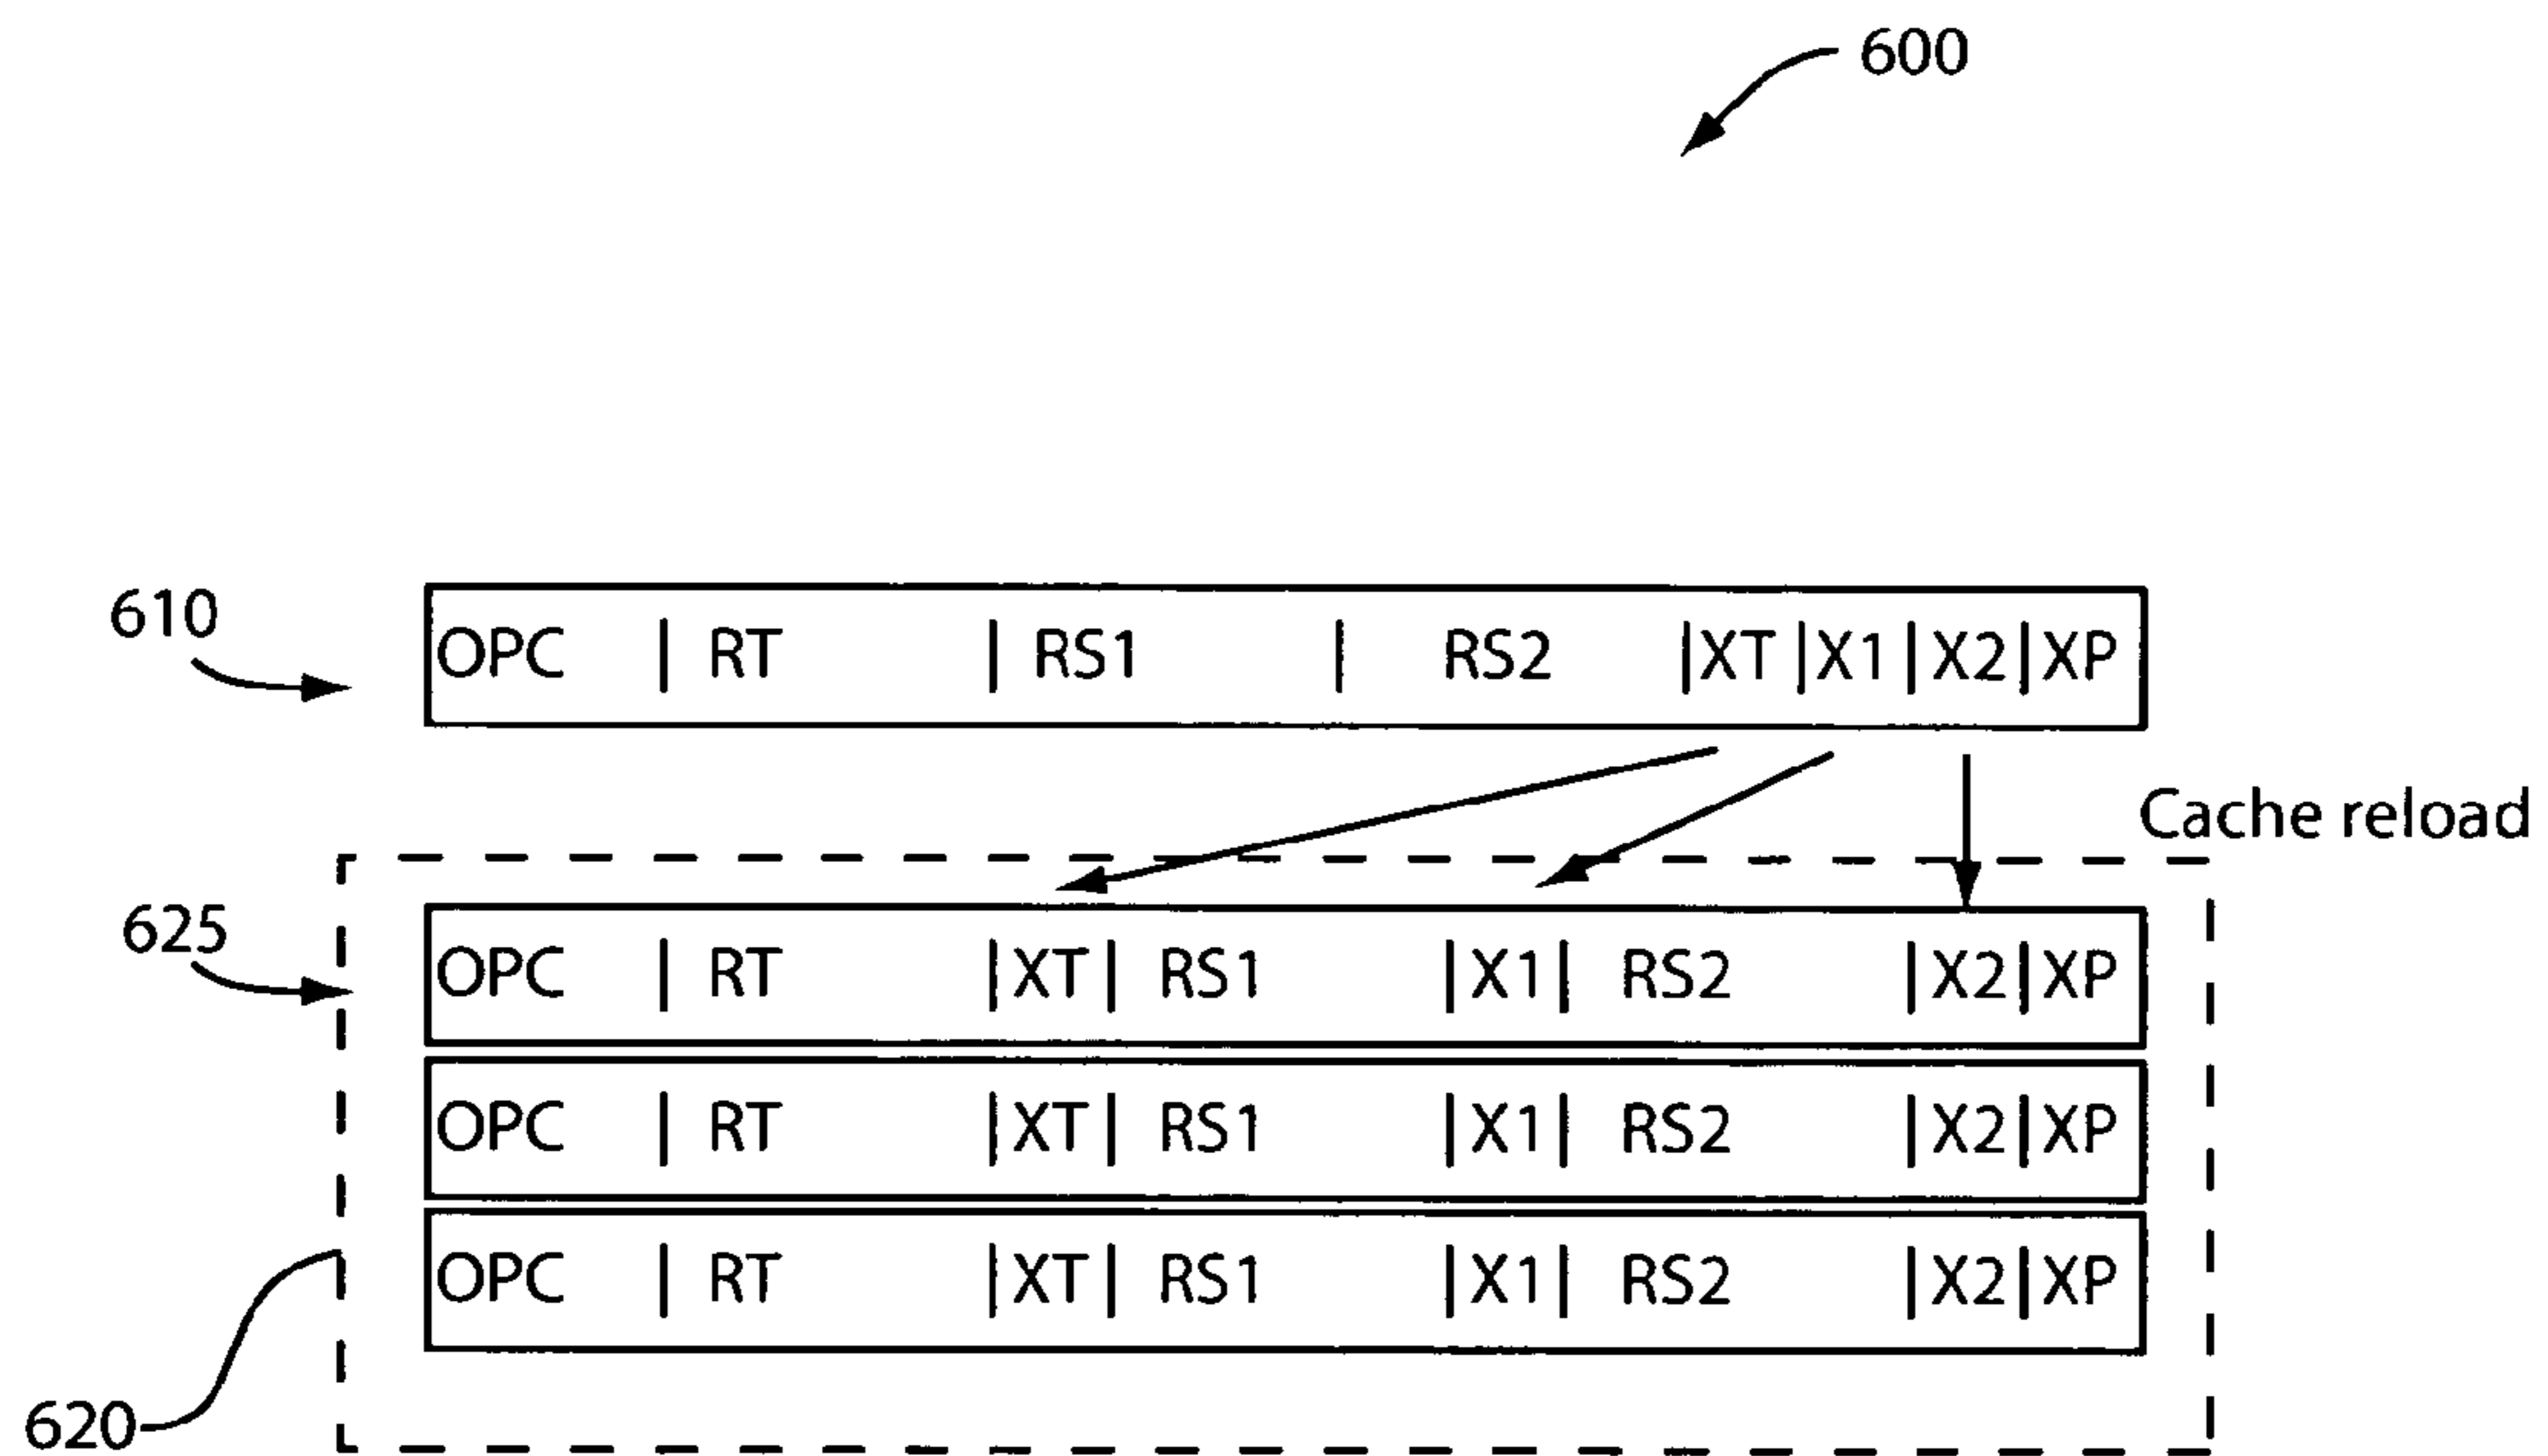 600
610
OPC | RT | RS1 | RS2 |XT |X1 | X2 | XP
Cache reload
625
OPC | RT |XT| RS1 |X1| RS2 |X2|XP
OPC | RT |XT| RS1 |X1| RS2 |X2|XP
OPC | RT |XT| RS1 |X1| RS2 |X2|XP
620